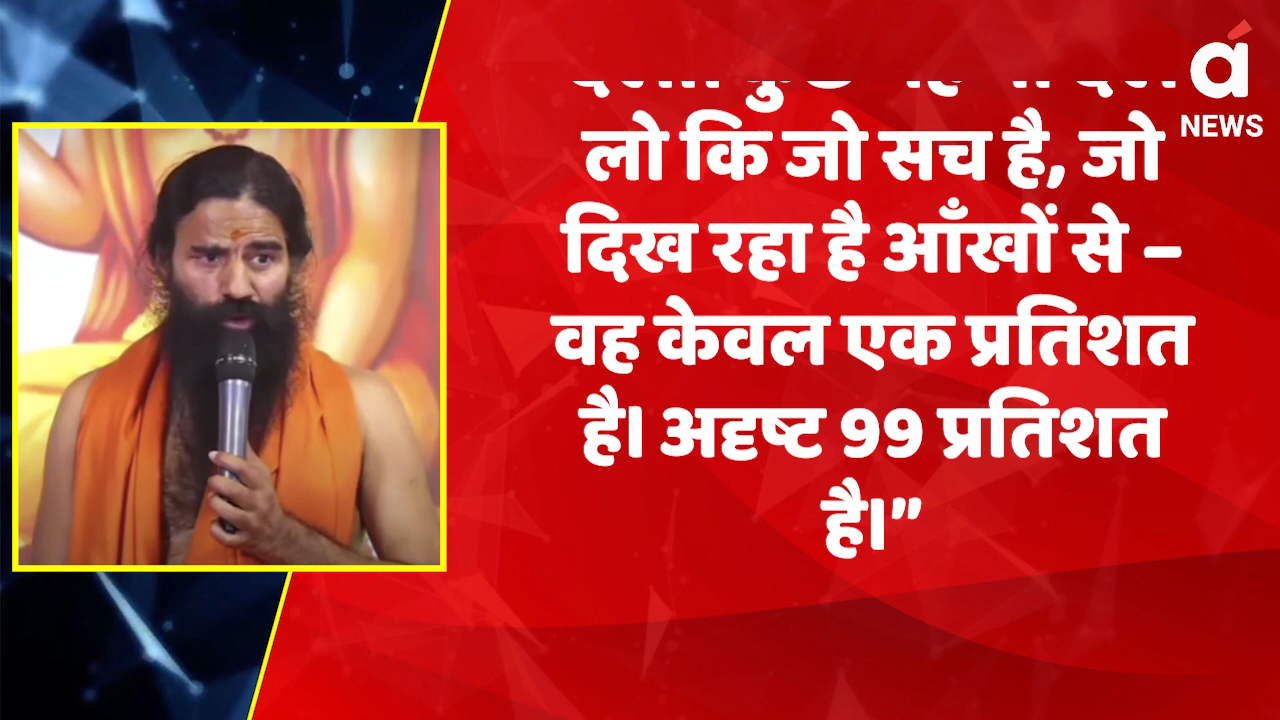 लो कि जो सच है, जो
दिख रहा है आँखों से –
वह केवल एक प्रतिशत
है। अदृष्ट 99 प्रतिशत
है।”
á
NEWS